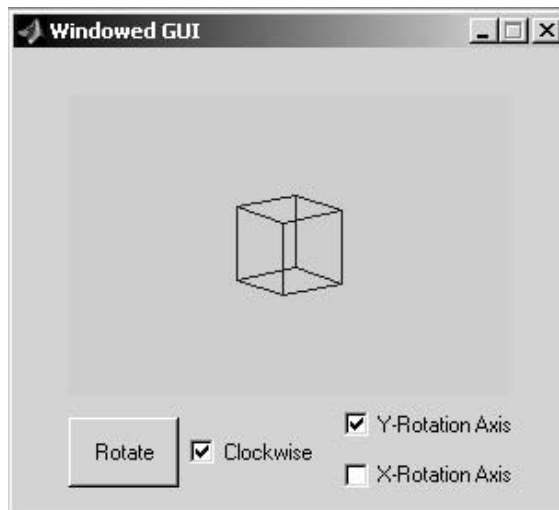 Windowed GUI
Rotate
Clockwise
Y-Rotation Axis
X-Rotation Axis